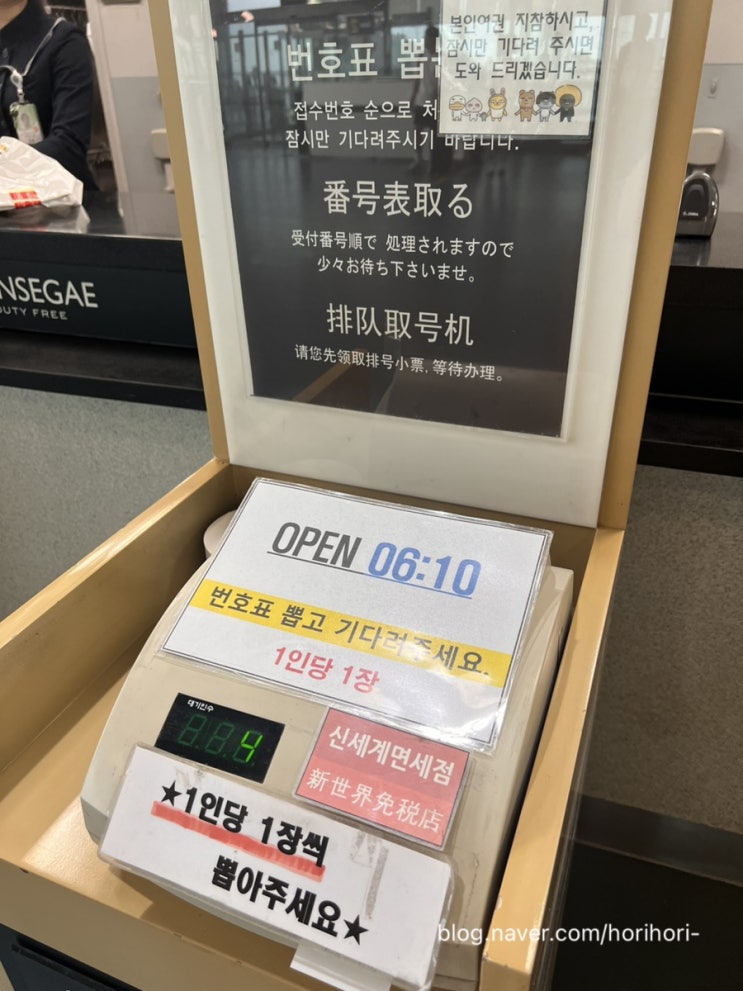 본인여권 지참하시고,
잠시만 기다려 주시면
도와 드리겠습니다.
번호표 뽑
접수번호 순으로 처
잠시만 기다려주시기 바랍니다.
番号表取る
受付番号順で 処理されますので
少々お待ち下さいませ。
排队取号机
请您先领取排号小票, 等待办理。
NSEGAE
DUTY FREE
OPEN 06:10
번호표 뽑고 기다려주세요.
1인당 1장
대기인수
4
신세계면세점
新世界免税店
★1인당 1장씩
뽑아주세요★
blog.naver.com/horihori-